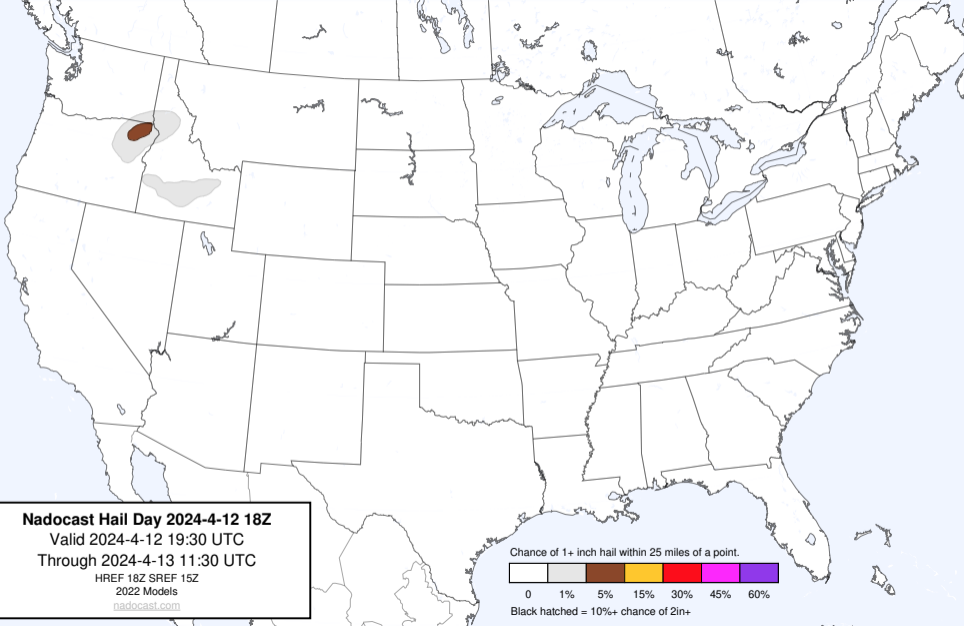 Nadocast Hail Day 2024-4-12 18Z
Valid 2024-4-12 19:30 UTC
Through 2024-4-13 11:30 UTC
HREF 18Z SREF 15Z
2022 Models
nadocast.com
Chance of 1+ inch hail within 25 miles of a point.
0 1% 5% 15% 30% 45% 60%
Black hatched = 10%+ chance of 2in+